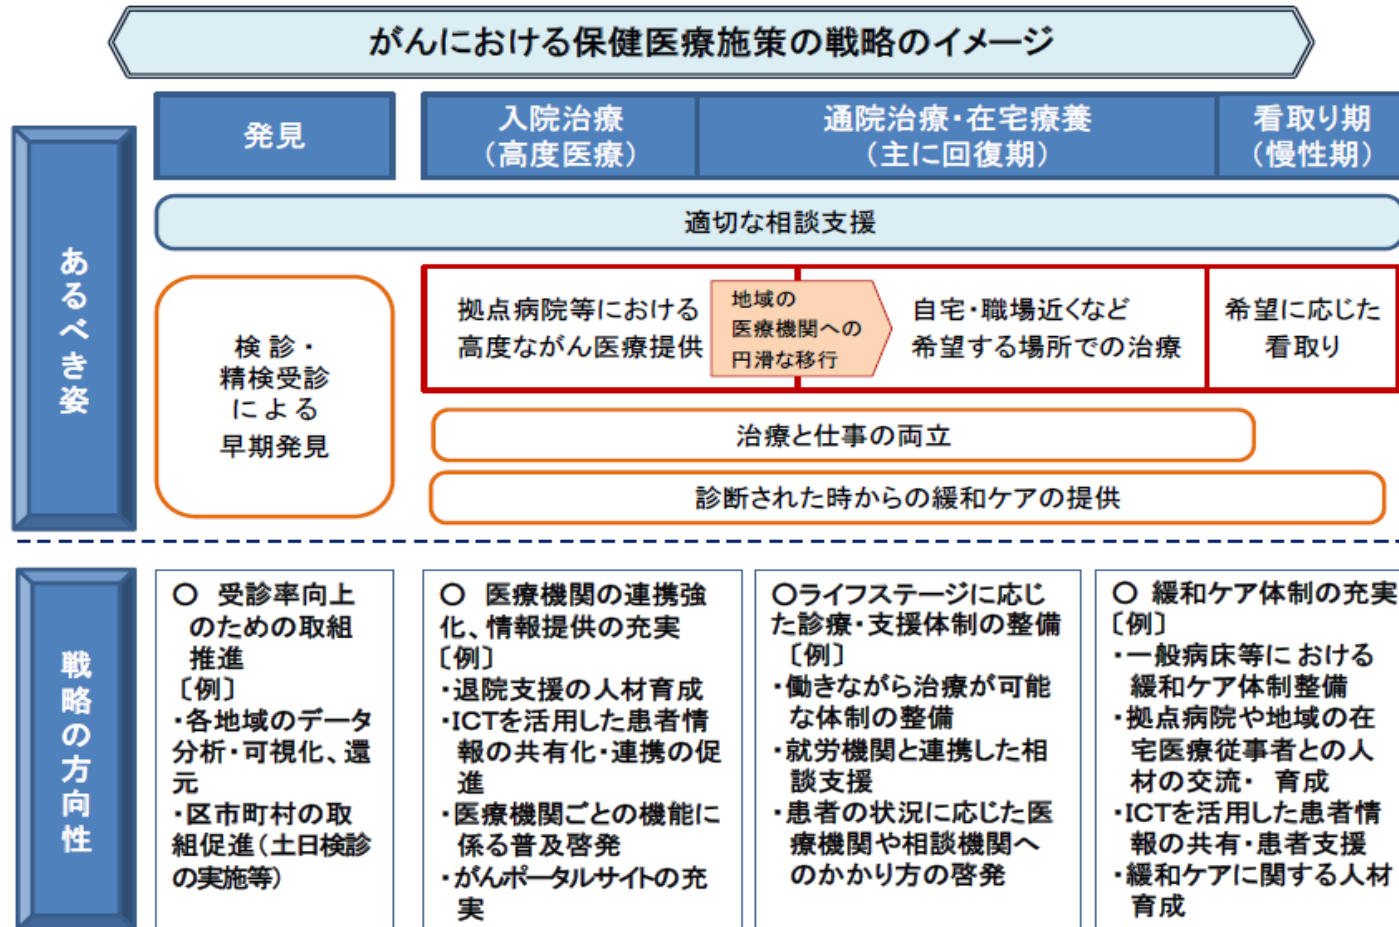 がんにおける保健医療施策の戦略のイメージ
発見
入院治療
（高度医療）
通院治療・在宅療養
（主に回復期）
看取り期
（慢性期）
あるべき姿
適切な相談支援
検診・
精検受診
による
早期発見
拠点病院等における
高度ながん医療提供
地域の
医療機関への
円滑な移行
自宅・職場近くなど
希望する場所での治療
希望に応じた
看取り
治療と仕事の両立
診断された時からの緩和ケアの提供
戦略の方向性
○ 受診率向上
のための取組
推進
〔例〕
・各地域のデータ
分析・可視化、還
元
・区市町村の取
組促進（土日検診
の実施等）
○ 医療機関の連携強
化、情報提供の充実
〔例〕
・退院支援の人材育成
・ICTを活用した患者情
報の共有化・連携の促
進
・医療機関ごとの機能に
係る普及啓発
・がんポータルサイトの充
実
○ライフステージに応じ
た診療・支援体制の整備
〔例〕
・働きながら治療が可能
な体制の整備
・就労機関と連携した相
談支援
・患者の状況に応じた医
療機関や相談機関へ
のかかり方の啓発
○ 緩和ケア体制の充実
〔例〕
・一般病床等における
緩和ケア体制整備
・拠点病院や地域の在
宅医療従事者との人
材の交流・ 育成
・ICTを活用した患者情
報の共有・患者支援
・緩和ケアに関する人材
育成